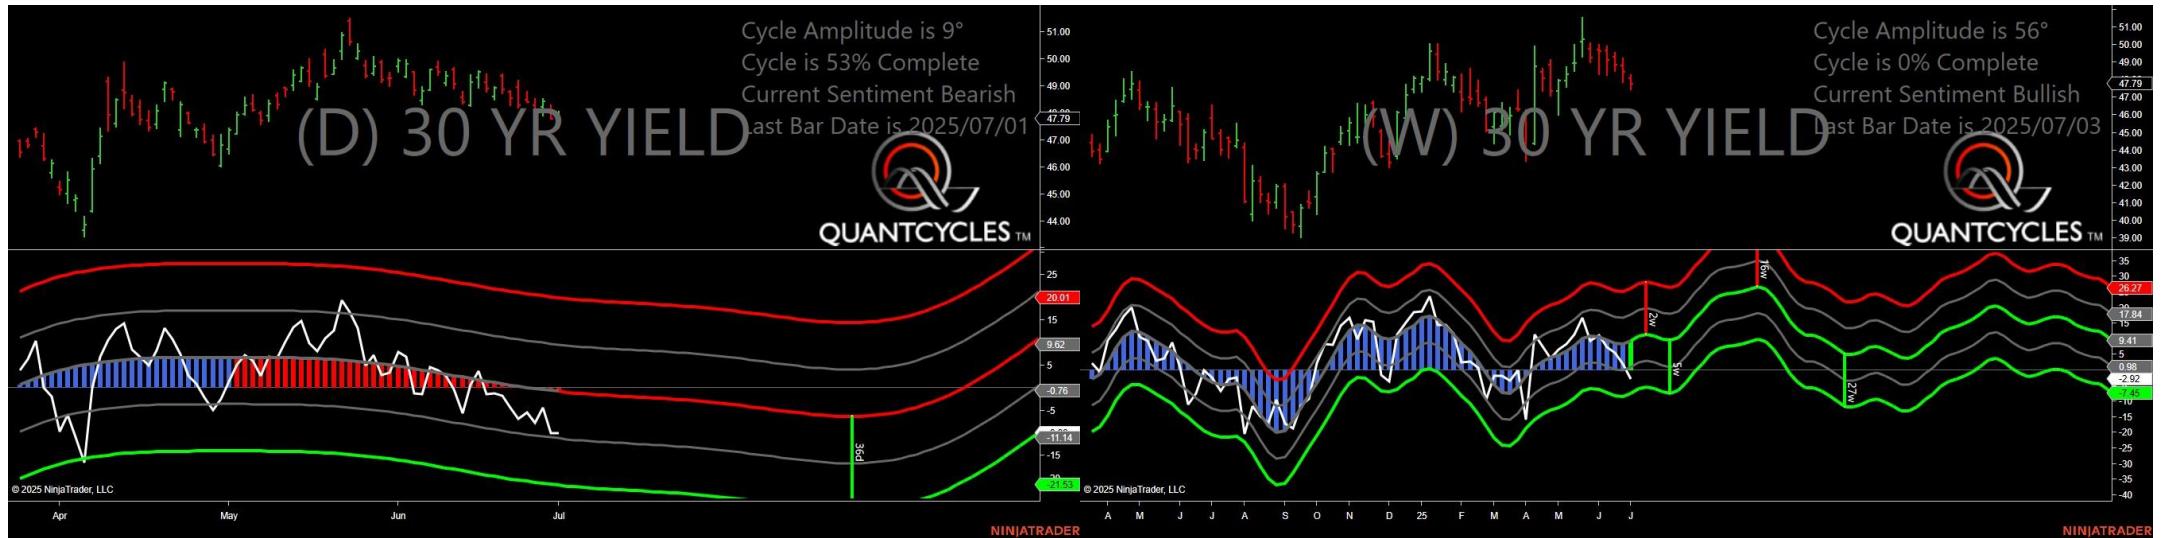 Cycle Amplitude is 9°
Cycle is 53% Complete
Current Sentiment Bearish
Last Bar Date is 2025/07/01
(D) 30 YR YIELD
QUANTCYCLES TM
51.00
50.00
49.00
48.00
47.79
47.00
46.00
45.00
44.00
25
20.01
15
9.62
5
-0.76
-5
-11.14
-15
-21.53
36d
© 2025 NinjaTrader, LLC
Apr May Jun Jul
NINJATRADER
Cycle Amplitude is 56°
Cycle is 0% Complete
Current Sentiment Bullish
Last Bar Date is 2025/07/03
(W) 30 YR YIELD
QUANTCYCLES TM
51.00
50.00
49.00
47.79
47.00
46.00
45.00
44.00
43.00
42.00
41.00
40.00
39.00
35
30
26.27
17.84
15
9.41
5
0.98
-2.92
-7.45
-15
-20
-25
-30
-35
-40
2w
5w
16w
27w
© 2025 NinjaTrader, LLC
A M J J A S O N D 25 F M A M J J
NINJATRADER